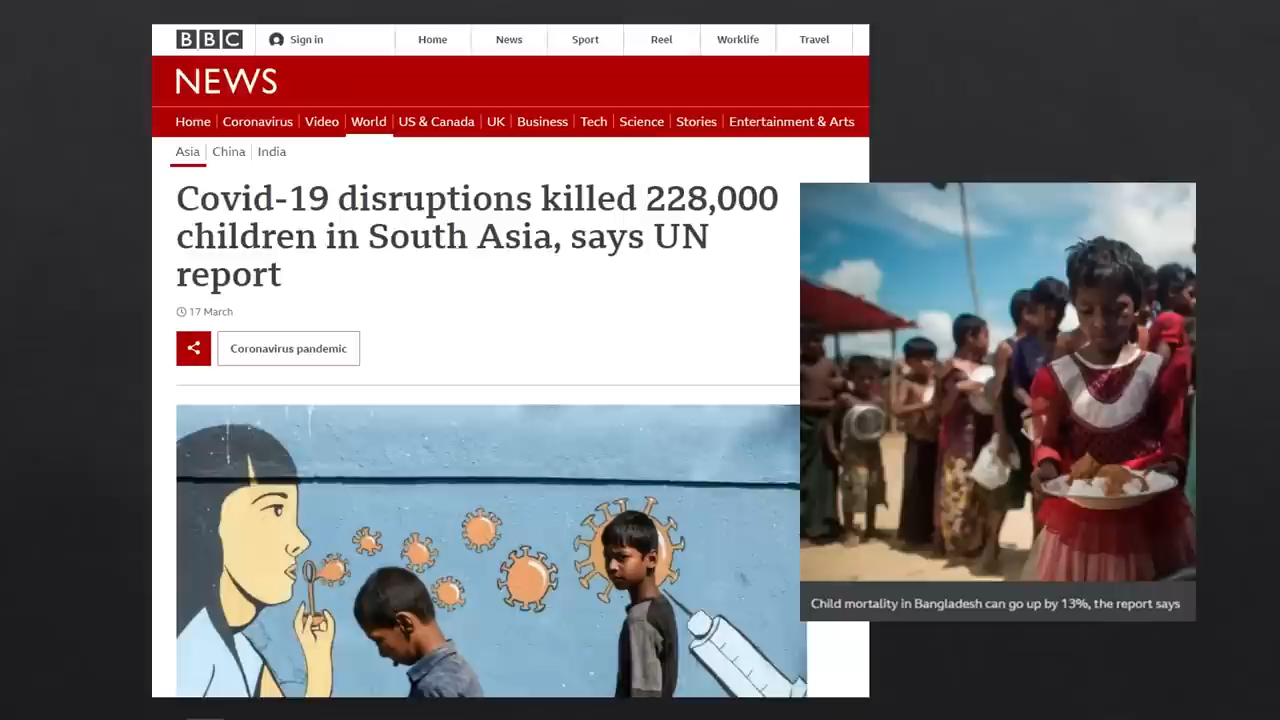 BBC Sign in Home News Sport Reel Worklife Travel
NEWS
Home Coronavirus Video World US & Canada UK Business Tech Science Stories Entertainment & Arts
Asia China India
Covid-19 disruptions killed 228,000
children in South Asia, says UN
report
17 March
Coronavirus pandemic
Child mortality in Bangladesh can go up by 13%, the report says